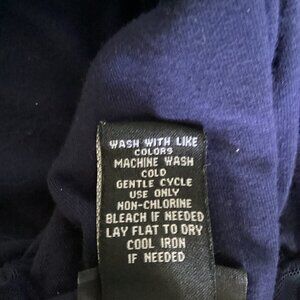 WASH WITH LIKE
COLORS
MACHINE WASH
COLD
GENTLE CYCLE
USE ONLY
NON-CHLORINE
BLEACH IF NEEDED
LAY FLAT TO DRY
COOL IRON
IF NEEDED